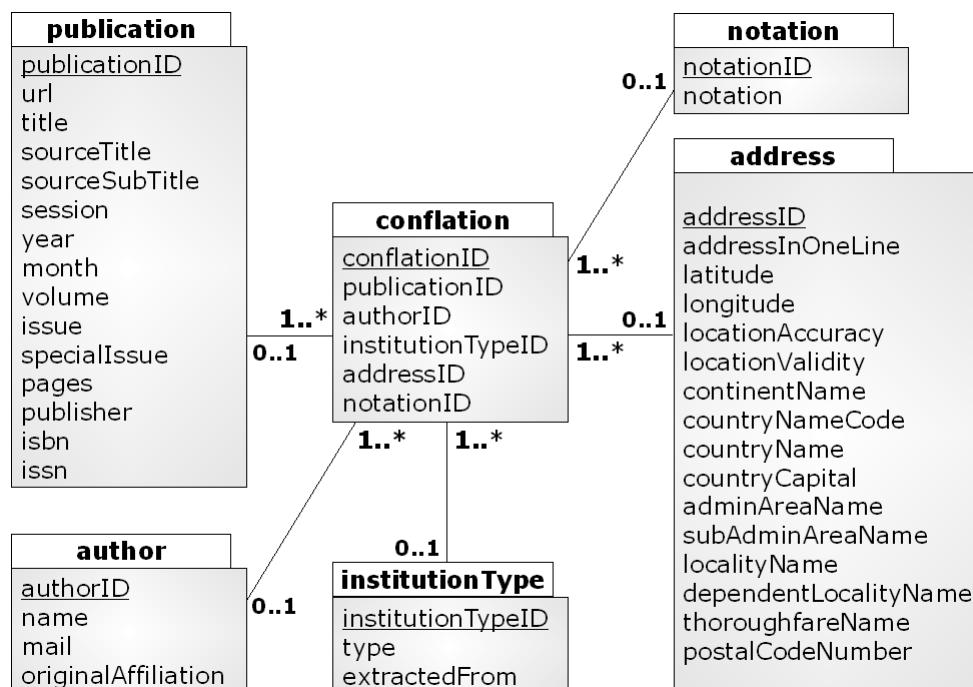 publication
publicationID
url
title
sourceTitle
sourceSubTitle
session
year
month
volume
issue
specialIssue
pages
publisher
isbn
issn
1..*
0..1
conflation
conflationID
publicationID
authorID
institutionTypeID
addressID
notationID
notation
notationID
notation
0..1
1..*
address
addressID
addressInOneLine
latitude
longitude
locationAccuracy
locationValidity
continentName
countryNameCode
countryName
countryCapital
adminAreaName
subAdminAreaName
localityName
dependentLocalityName
thoroughfareName
postalCodeNumber
0..1
1..*
1..*
1..*
author
authorID
name
mail
originalAffiliation
0..1
0..1
institutionType
institutionTypeID
type
extractedFrom